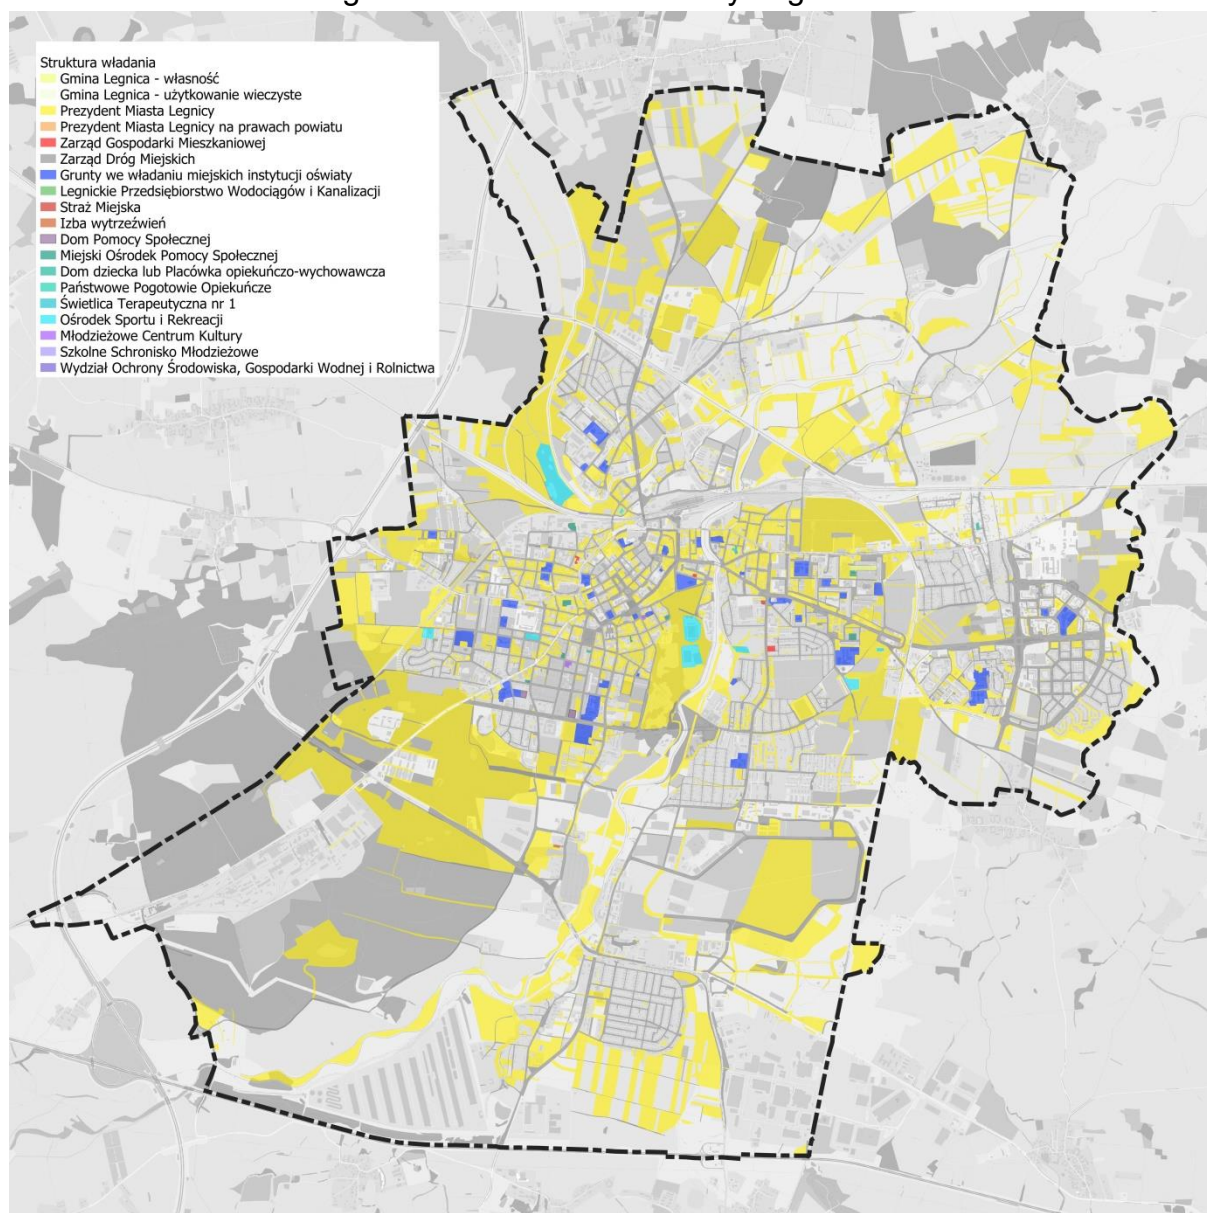 Struktura władania
Gmina Legnica - własność
Gmina Legnica - użytkowanie wieczyste
Prezydent Miasta Legnicy
Prezydent Miasta Legnicy na prawach powiatu
Zarząd Gospodarki Mieszkaniowej
Zarząd Dróg Miejskich
Grunty we władaniu miejskich instytucji oświaty
Legnickie Przedsiębiorstwo Wodociągów i Kanalizacji
Straż Miejska
Izba wytrzeźwień
Dom Pomocy Społecznej
Miejski Ośrodek Pomocy Społecznej
Dom dziecka lub Placówka opiekuńczo-wychowawcza
Państwowe Pogotowie Opiekuńcze
Świetlica Terapeutyczna nr 1
Ośrodek Sportu i Rekreacji
Młodzieżowe Centrum Kultury
Szkolne Schronisko Młodzieżowe
Wydział Ochrony Środowiska, Gospodarki Wodnej i Rolnictwa